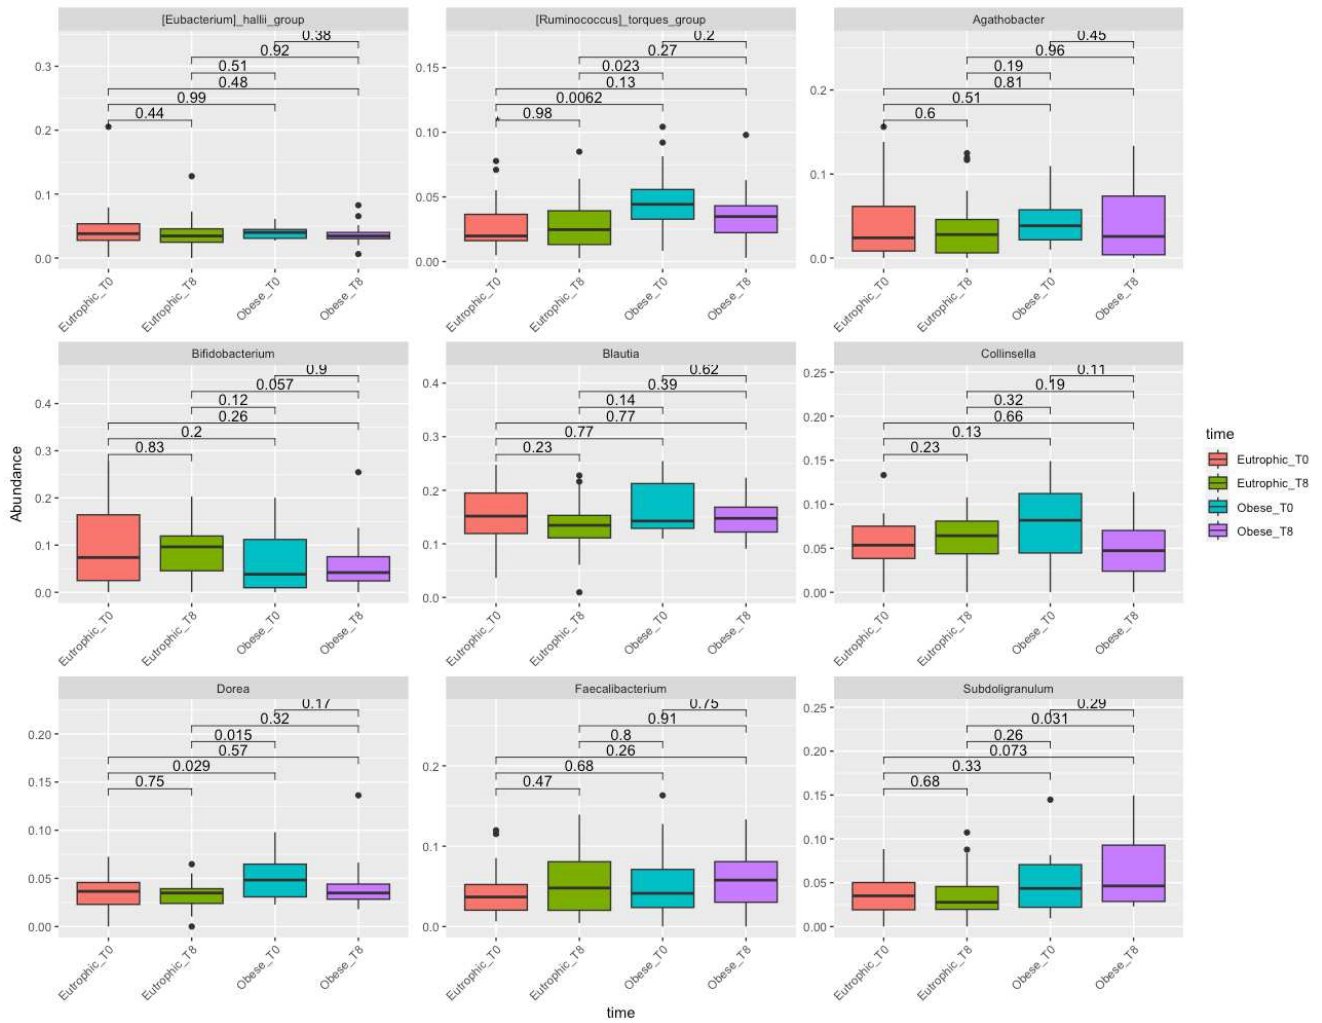 [Eubacterium]_hallii_group
0.38
0.92
0.51
0.48
0.99
0.44
0.3
0.2
0.1
0.0
Eutrophic_T0
Eutrophic_T8
Obese_T0
Obese_T8
[Ruminococcus]_torques_group
0.2
0.27
0.023
0.13
0.0062
0.98
0.15
0.10
0.05
0.00
Eutrophic_T0
Eutrophic_T8
Obese_T0
Obese_T8
Agathobacter
0.45
0.96
0.19
0.81
0.51
0.6
0.2
0.1
0.0
Eutrophic_T0
Eutrophic_T8
Obese_T0
Obese_T8
Abundance
Bifidobacterium
0.9
0.057
0.12
0.26
0.2
0.83
0.4
0.3
0.2
0.1
0.0
Eutrophic_T0
Eutrophic_T8
Obese_T0
Obese_T8
Blautia
0.62
0.39
0.14
0.77
0.77
0.23
0.4
0.3
0.2
0.1
0.0
Eutrophic_T0
Eutrophic_T8
Obese_T0
Obese_T8
Collinsella
0.11
0.19
0.32
0.66
0.13
0.23
0.25
0.20
0.15
0.10
0.05
0.00
Eutrophic_T0
Eutrophic_T8
Obese_T0
Obese_T8
Dorea
0.17
0.32
0.015
0.57
0.029
0.75
0.20
0.15
0.10
0.05
0.00
Eutrophic_T0
Eutrophic_T8
Obese_T0
Obese_T8
Faecalibacterium
0.75
0.91
0.8
0.26
0.68
0.47
0.2
0.1
0.0
Eutrophic_T0
Eutrophic_T8
Obese_T0
Obese_T8
Subdoligranulum
0.29
0.031
0.26
0.073
0.33
0.68
0.25
0.20
0.15
0.10
0.05
0.00
Eutrophic_T0
Eutrophic_T8
Obese_T0
Obese_T8
time
time
Eutrophic_T0
Eutrophic_T8
Obese_T0
Obese_T8